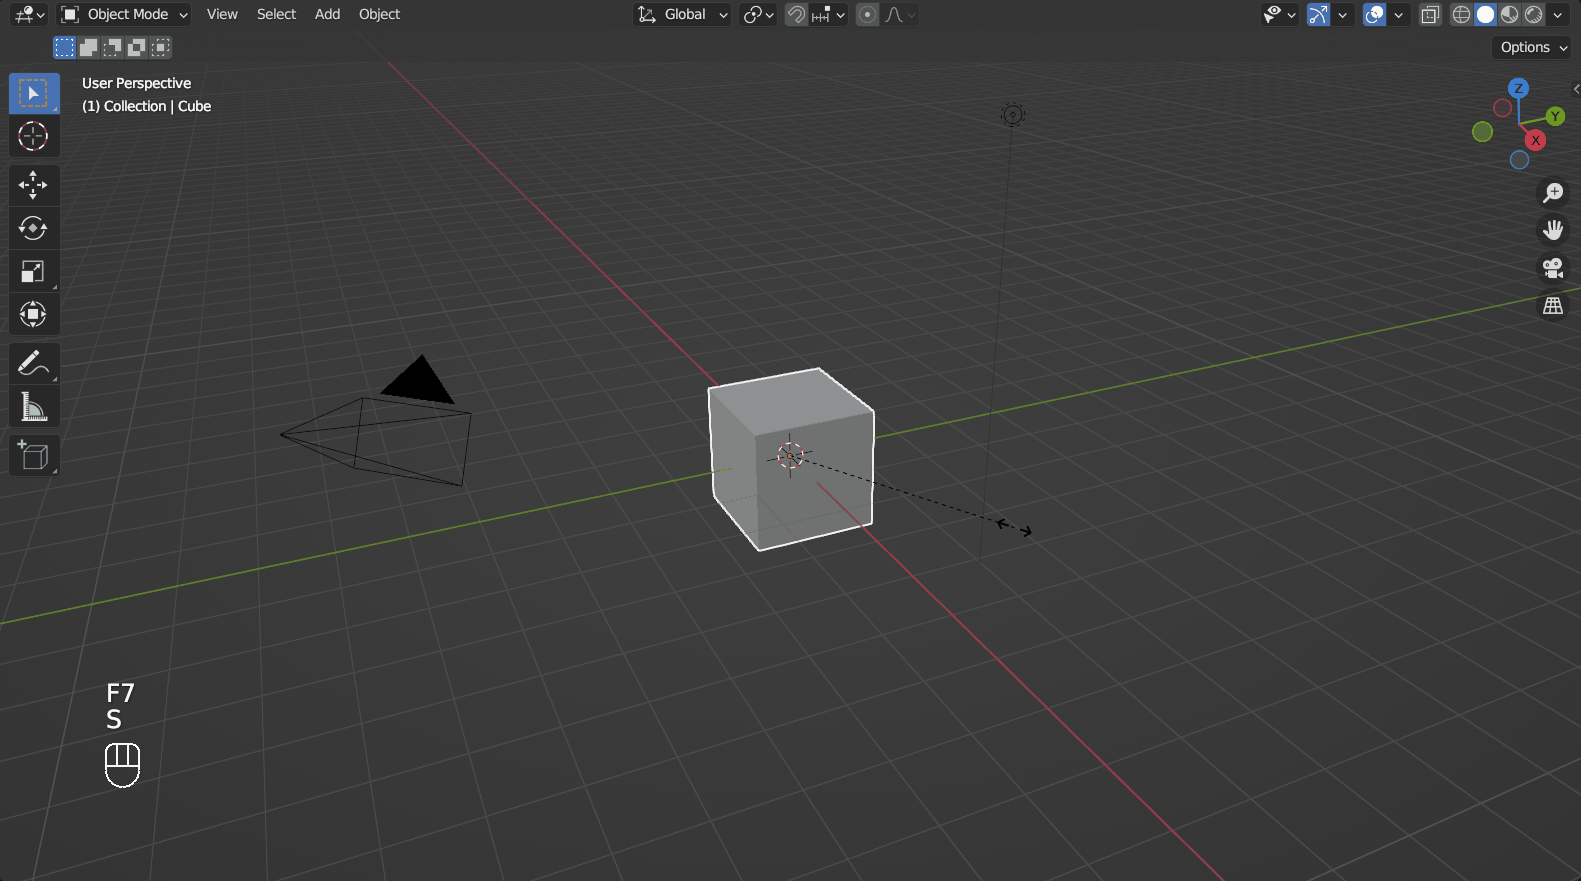 Object Mode View Select Add Object Global
Options
User Perspective
(1) Collection | Cube
Z
Y
X
F7
S